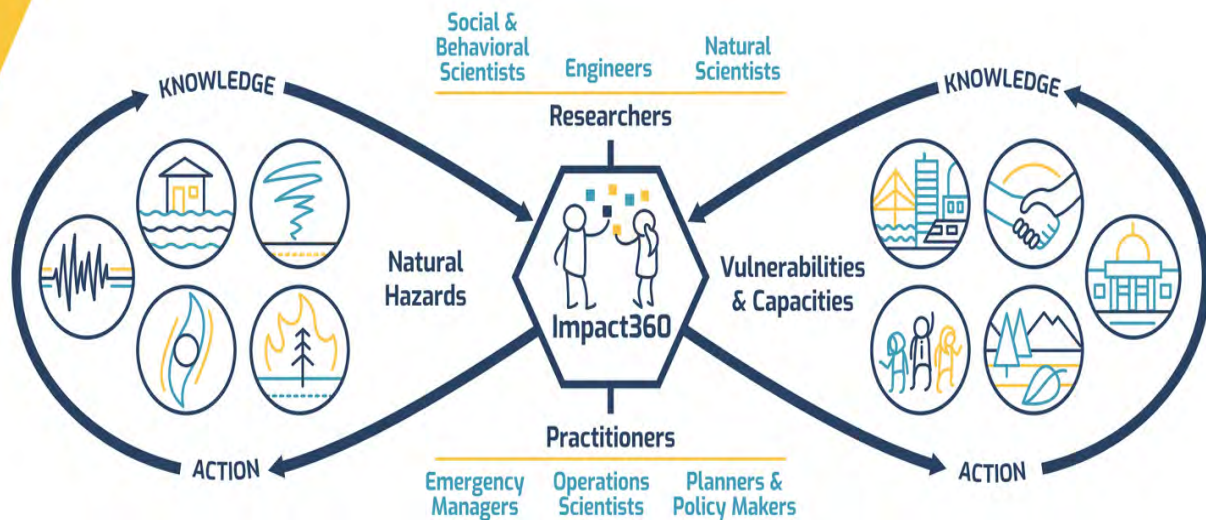 Social &
Behavioral
Scientists
Engineers
Natural
Scientists
Researchers
KNOWLEDGE
KNOWLEDGE
Natural
Hazards
Impact360
Vulnerabilities
& Capacities
ACTION
ACTION
Practitioners
Emergency
Managers
Operations
Scientists
Planners &
Policy Makers